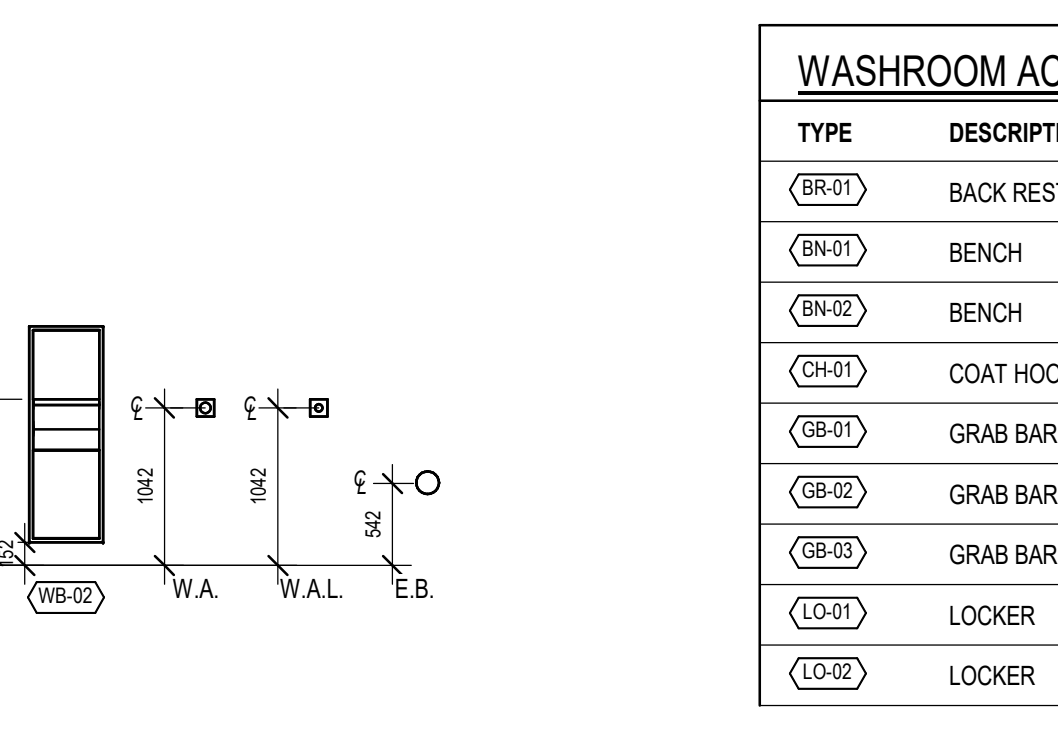 WASHROOM AC
TYPE DESCRIPTI
BR-01 BACK REST
BN-01 BENCH
BN-02 BENCH
CH-01 COAT HOO
GB-01 GRAB BAR
GB-02 GRAB BAR
GB-03 GRAB BAR
LO-01 LOCKER
LO-02 LOCKER
℄ ℄
℄
1042 1042 542
152
WB-02 W.A. W.A.L. E.B.